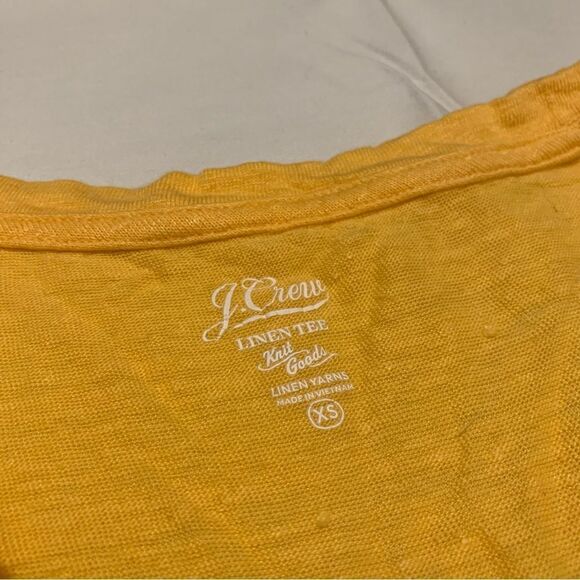 J.Crew
LINEN TEE
Knit
Goods
LINEN YARNS
MADE IN VIETNAM
XS